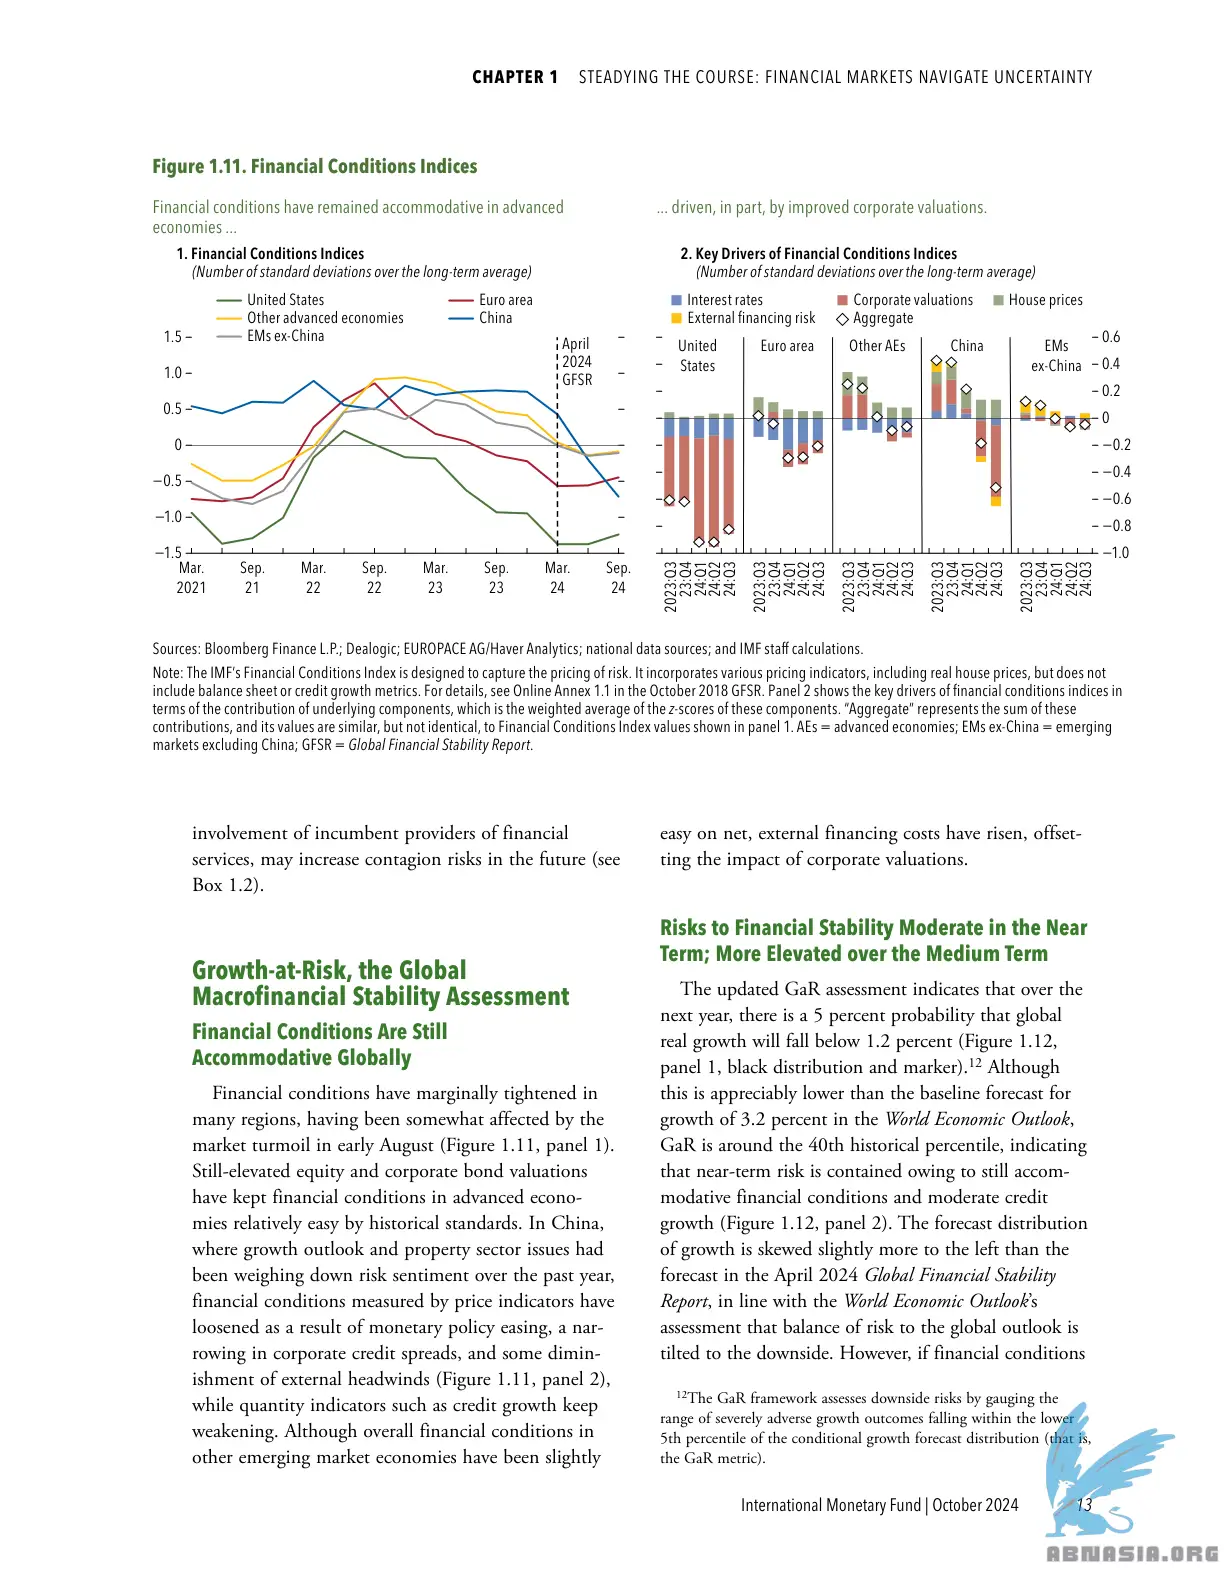 CHAPTER 1 STEADYING THE COURSE: FINANCIAL MARKETS NAVIGATE UNCERTAINTY
Figure 1.11. Financial Conditions Indices
Financial conditions have remained accommodative in advanced
economies ...
1. Financial Conditions Indices
(Number of standard deviations over the long-term average)
United States
Euro area
Other advanced economies
China
EMs ex-China
April
2024
GFSR
1.5
1.0
0.5
0
−0.5
−1.0
−1.5
Mar.
2021
Sep.
21
Mar.
22
Sep.
22
Mar.
23
Sep.
23
Mar.
24
Sep.
24
... driven, in part, by improved corporate valuations.
2. Key Drivers of Financial Conditions Indices
(Number of standard deviations over the long-term average)
Interest rates
Corporate valuations
House prices
External financing risk
Aggregate
United
States
Euro area
Other AEs
China
EMs
ex-China
0.6
0.4
0.2
0
−0.2
−0.4
−0.6
−0.8
−1.0
2023:Q3
23:Q4
24:Q1
24:Q2
24:Q3
2023:Q3
23:Q4
24:Q1
24:Q2
24:Q3
2023:Q3
23:Q4
24:Q1
24:Q2
24:Q3
2023:Q3
23:Q4
24:Q1
24:Q2
24:Q3
2023:Q3
23:Q4
24:Q1
24:Q2
24:Q3
Sources: Bloomberg Finance L.P.; Dealogic; EUROPACE AG/Haver Analytics; national data sources; and IMF staff calculations.
Note: The IMF's Financial Conditions Index is designed to capture the pricing of risk. It incorporates various pricing indicators, including real house prices, but does not
include balance sheet or credit growth metrics. For details, see Online Annex 1.1 in the October 2018 GFSR. Panel 2 shows the key drivers of financial conditions indices in
terms of the contribution of underlying components, which is the weighted average of the z-scores of these components. “Aggregate” represents the sum of these
contributions, and its values are similar, but not identical, to Financial Conditions Index values shown in panel 1. AEs = advanced economies; EMs ex-China = emerging
markets excluding China; GFSR = Global Financial Stability Report.
involvement of incumbent providers of financial
services, may increase contagion risks in the future (see
Box 1.2).
Growth-at-Risk, the Global
Macrofinancial Stability Assessment
Financial Conditions Are Still
Accommodative Globally
Financial conditions have marginally tightened in
many regions, having been somewhat affected by the
market turmoil in early August (Figure 1.11, panel 1).
Still-elevated equity and corporate bond valuations
have kept financial conditions in advanced econo-
mies relatively easy by historical standards. In China,
where growth outlook and property sector issues had
been weighing down risk sentiment over the past year,
financial conditions measured by price indicators have
loosened as a result of monetary policy easing, a nar-
rowing in corporate credit spreads, and some dimin-
ishment of external headwinds (Figure 1.11, panel 2),
while quantity indicators such as credit growth keep
weakening. Although overall financial conditions in
other emerging market economies have been slightly
easy on net, external financing costs have risen, offset-
ting the impact of corporate valuations.
Risks to Financial Stability Moderate in the Near
Term; More Elevated over the Medium Term
The updated GaR assessment indicates that over the
next year, there is a 5 percent probability that global
real growth will fall below 1.2 percent (Figure 1.12,
panel 1, black distribution and marker).12 Although
this is appreciably lower than the baseline forecast for
growth of 3.2 percent in the World Economic Outlook,
GaR is around the 40th historical percentile, indicating
that near-term risk is contained owing to still accom-
modative financial conditions and moderate credit
growth (Figure 1.12, panel 2). The forecast distribution
of growth is skewed slightly more to the left than the
forecast in the April 2024 Global Financial Stability
Report, in line with the World Economic Outlook's
assessment that balance of risk to the global outlook is
tilted to the downside. However, if financial conditions
12The GaR framework assesses downside risks by gauging the
range of severely adverse growth outcomes falling within the lower
5th percentile of the conditional growth forecast distribution (that is,
the GaR metric).
International Monetary Fund | October 2024 13
ABNASIA.ORG